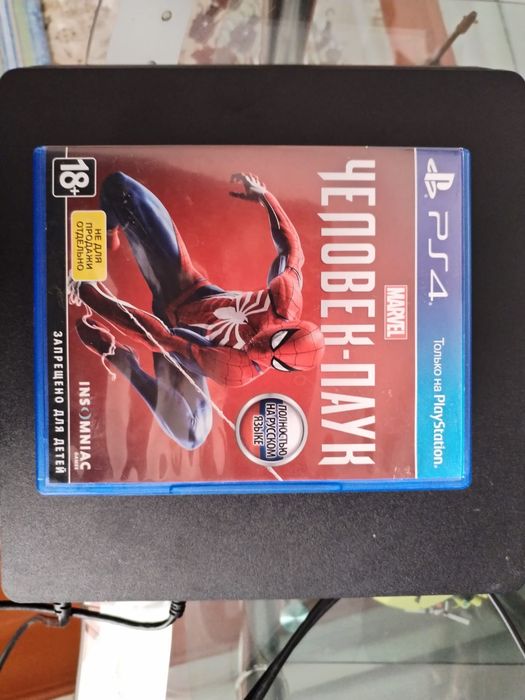 PS4
Только на PlayStation.
MARVEL
ЧЕЛОВЕК-ПАУК
ПОЛНОСТЬЮ
НА РУССКОМ
ЯЗЫКЕ
НЕ ДЛЯ
ПРОДАЖИ
ОТДЕЛЬНО
18+
ЗАПРЕЩЕНО ДЛЯ ДЕТЕЙ
INSOMNIAC
GAMES